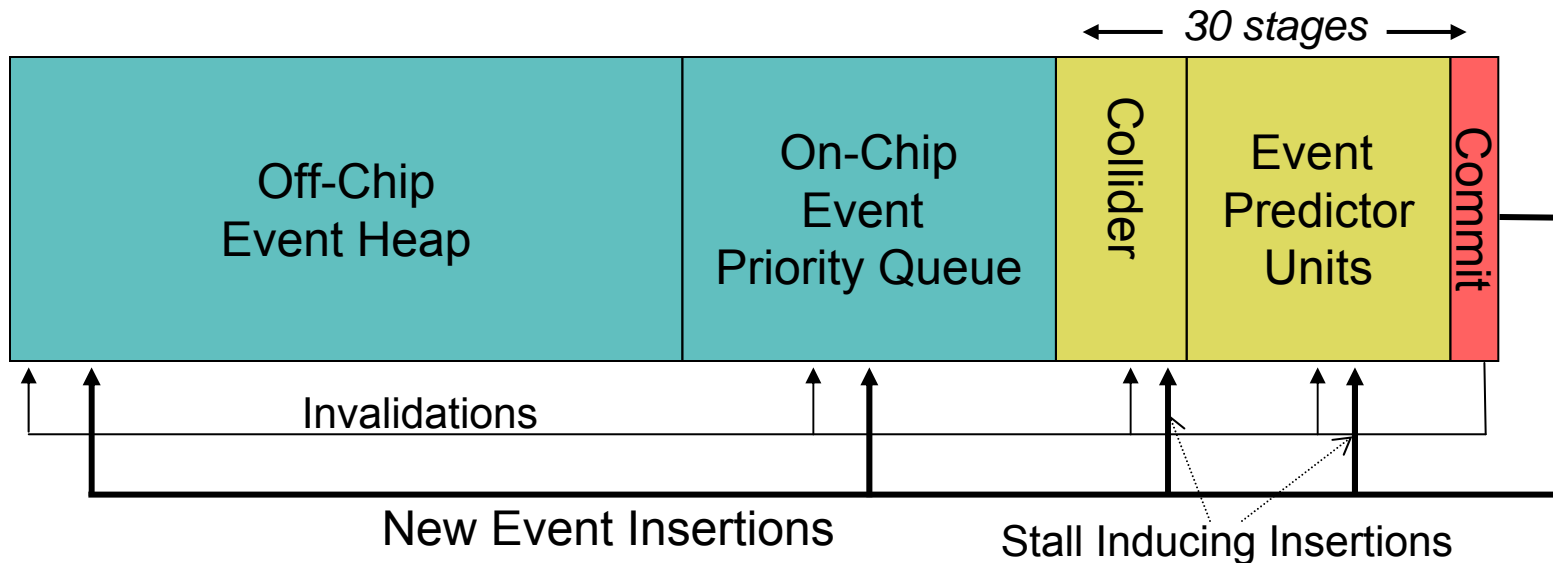 30 stages
Off-Chip
Event Heap
On-Chip
Event
Priority Queue
Collider
Event
Predictor
Units
Commit
Invalidations
New Event Insertions
Stall Inducing Insertions